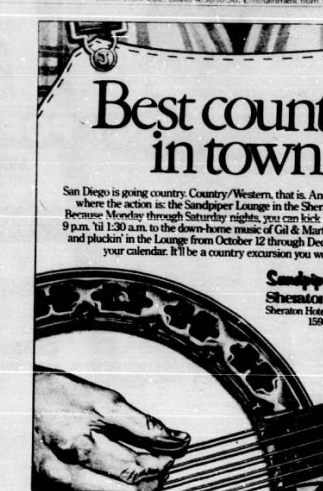 Best count
in town
San Diego is going country. Country/Western, that is. An
where the action is: the Sandpiper Lounge in the Sher
Because Monday through Saturday nights, you can kick
9 p.m. 'til 1:30 a.m. to the down-home music of Gil & Mart
and pluckin' in the Lounge from October 12 through Dec
your calendar. It'll be a country excursion you w
Sandpip
Sheraton
Sheraton Hote
159